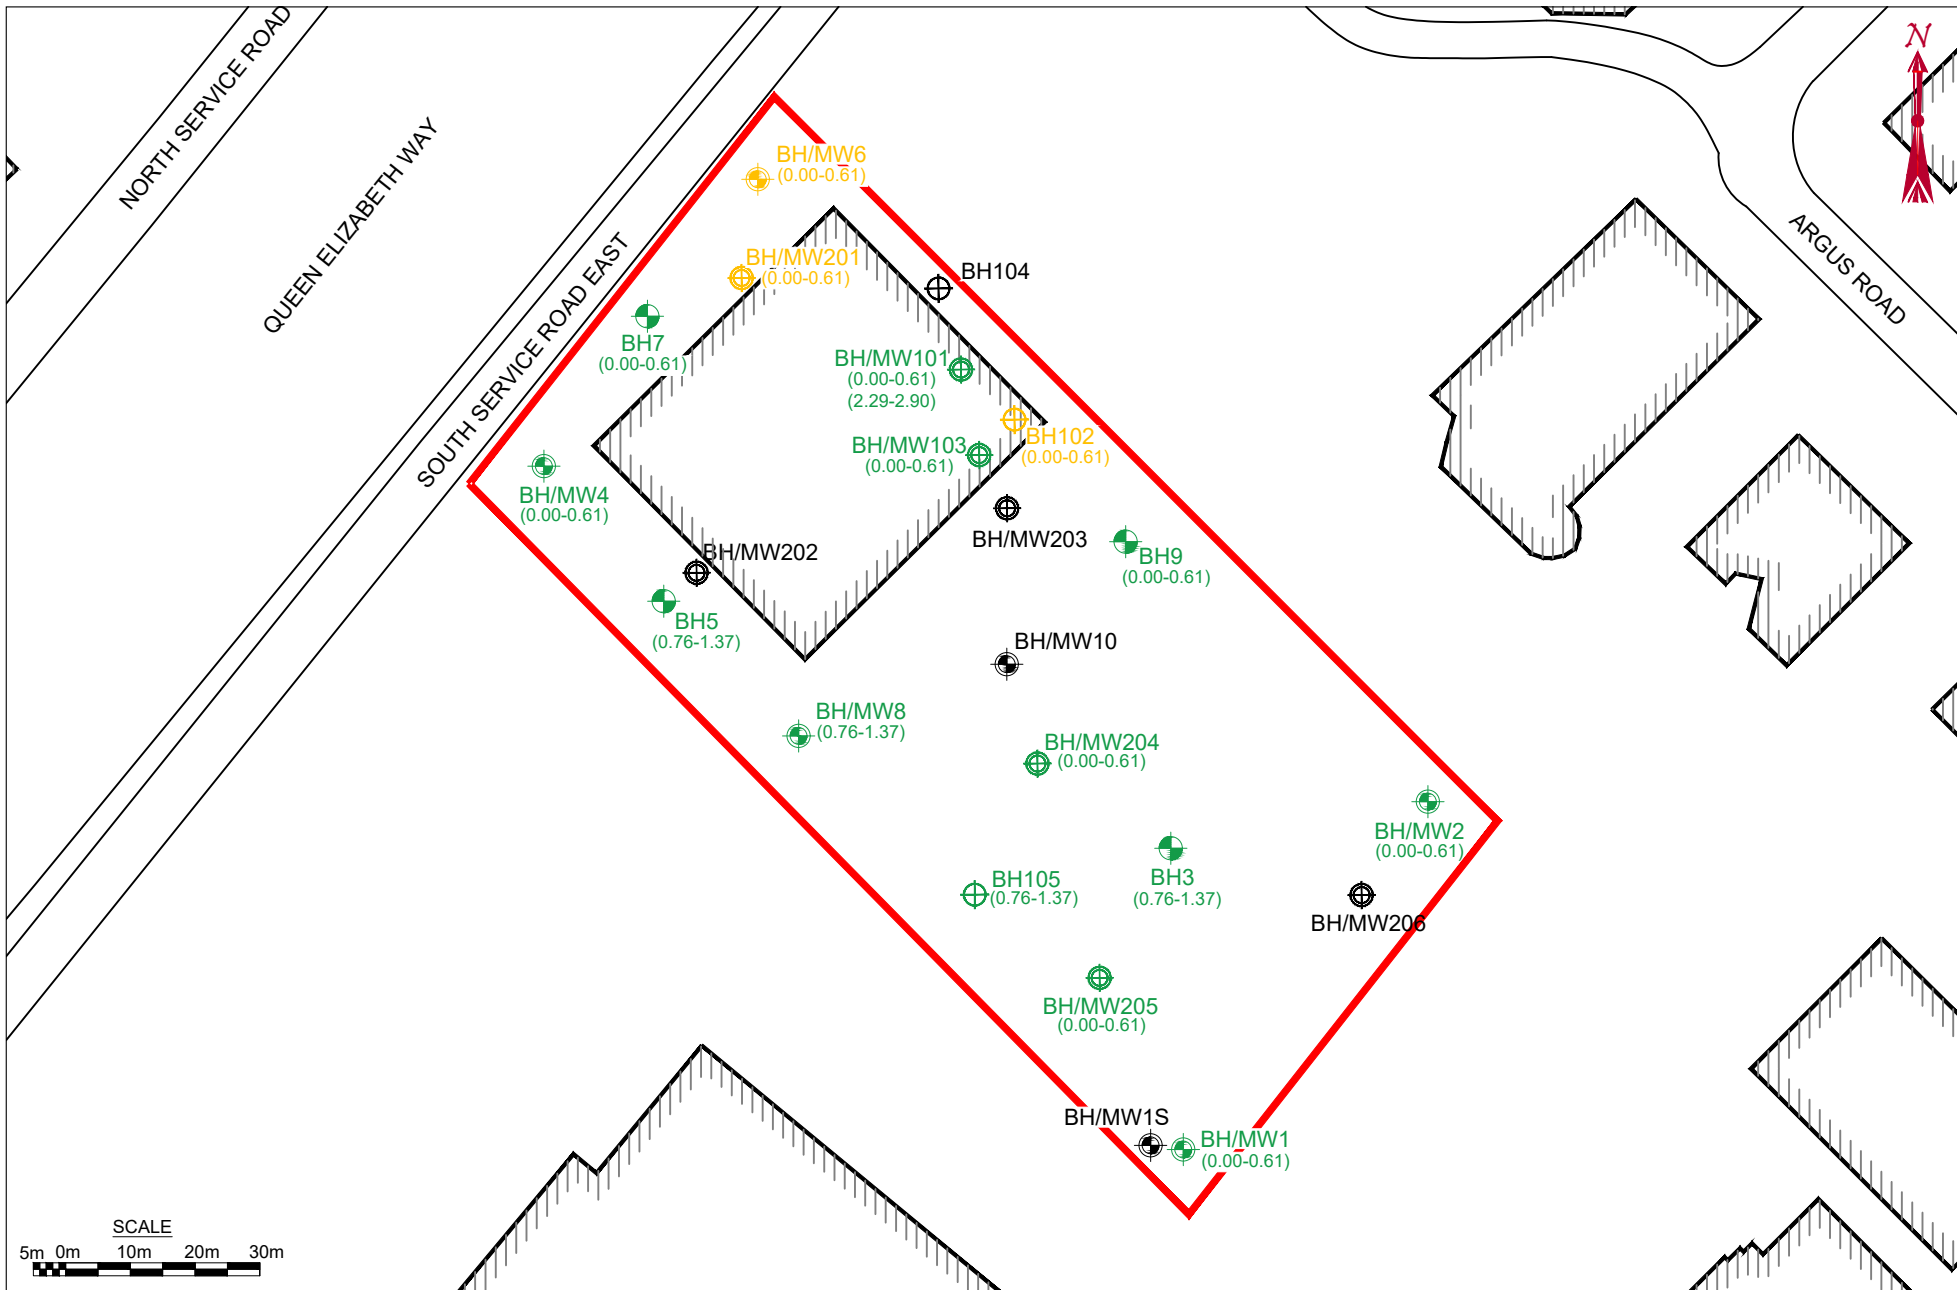 NORTH SERVICE ROAD
QUEEN ELIZABETH WAY
SOUTH SERVICE ROAD EAST
ARGUS ROAD
N
BH/MW6
(0.00-0.61)
BH/MW201
(0.00-0.61)
BH104
BH7
(0.00-0.61)
BH/MW101
(0.00-0.61)
(2.29-2.90)
BH102
(0.00-0.61)
BH/MW103
(0.00-0.61)
BH/MW4
(0.00-0.61)
BH/MW203
BH/MW202
BH9
(0.00-0.61)
BH5
(0.76-1.37)
BH/MW10
BH/MW8
(0.76-1.37)
BH/MW204
(0.00-0.61)
BH/MW2
(0.00-0.61)
BH3
(0.76-1.37)
BH105
(0.76-1.37)
BH/MW206
BH/MW205
(0.00-0.61)
BH/MW1S
BH/MW1
(0.00-0.61)
SCALE
5m 0m 10m 20m 30m